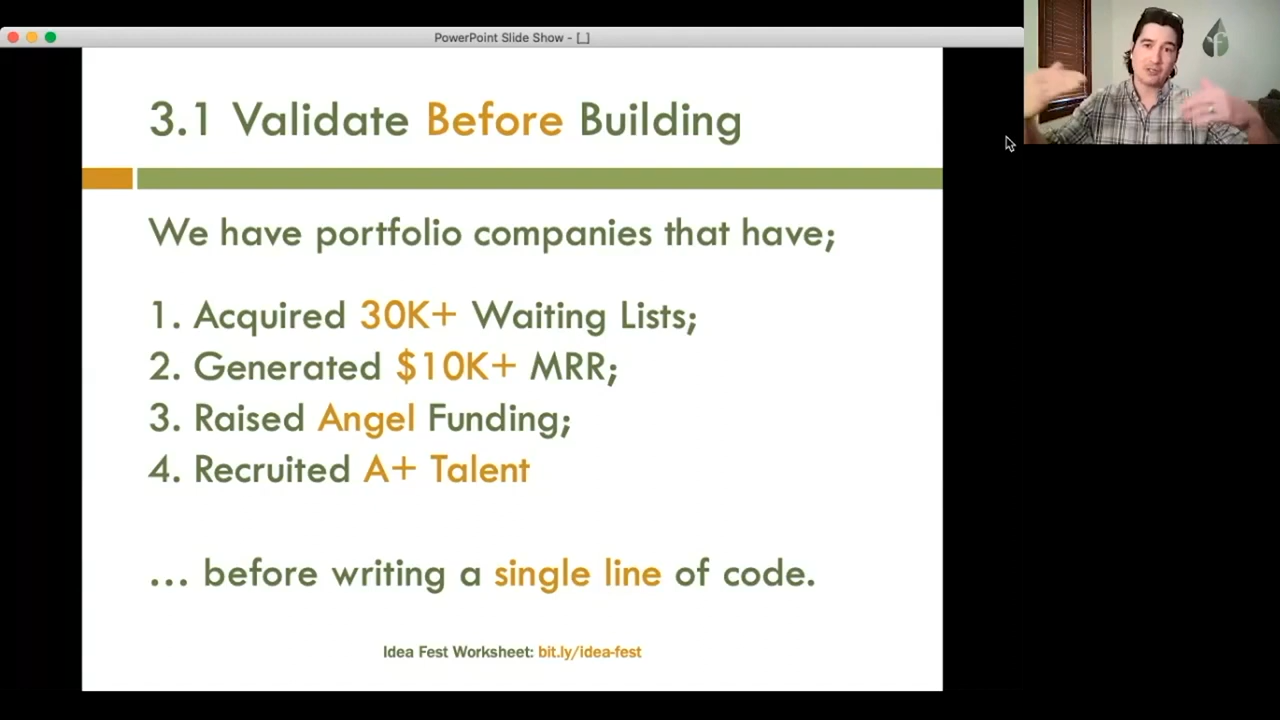 PowerPoint Slide Show - [_]
3.1 Validate Before Building
We have portfolio companies that have;
1. Acquired 30K+ Waiting Lists;
2. Generated $10K+ MRR;
3. Raised Angel Funding;
4. Recruited A+ Talent
... before writing a single line of code.
Idea Fest Worksheet: bit.ly/idea-fest
f